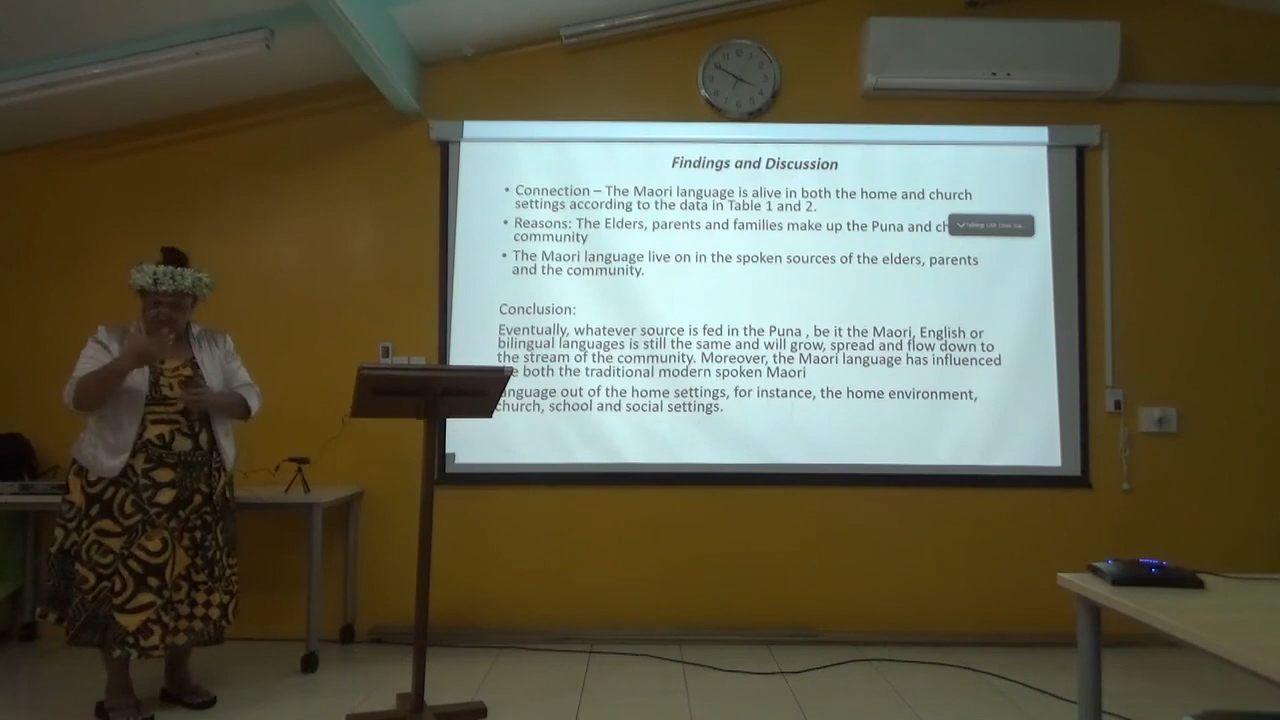 Findings and Discussion
• Connection – The Maori language is alive in both the home and church
settings according to the data in Table 1 and 2.
• Reasons: The Elders, parents and families make up the Puna and ch
community
• The Maori language live on in the spoken sources of the elders, parents
and the community.
Conclusion:
Eventually, whatever source is fed in the Puna , be it the Maori, English or
bilingual languages is still the same and will grow, spread and flow down to
the stream of the community. Moreover, the Maori language has influenced
e both the traditional modern spoken Maori
anguage out of the home settings, for instance, the home environment,
church, school and social settings.